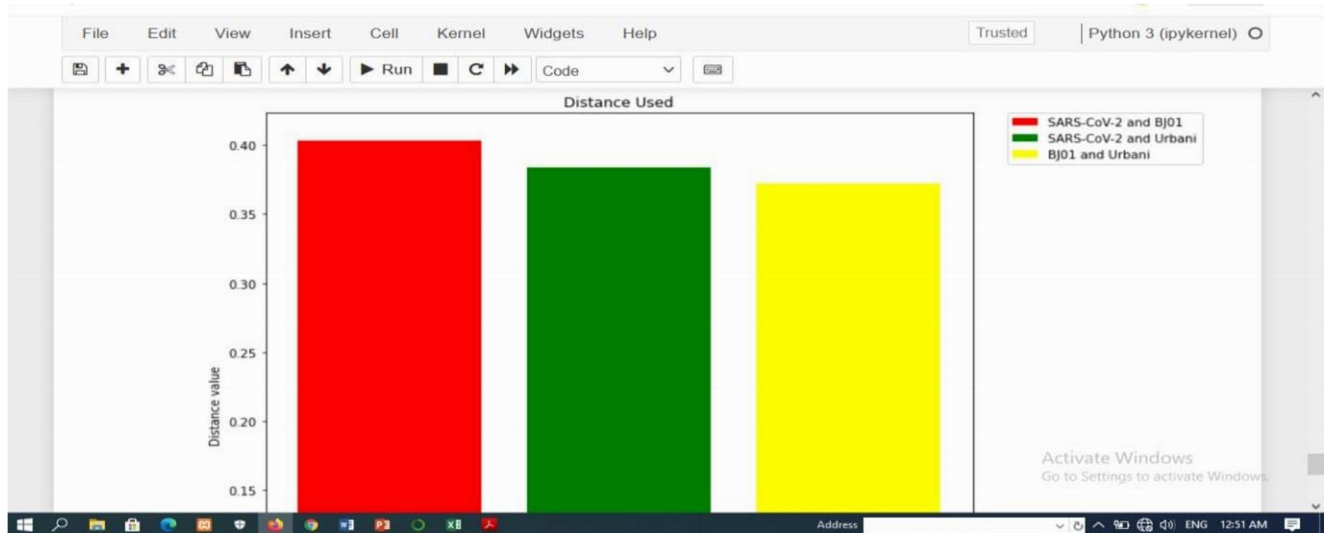 File Edit View Insert Cell Kernel Widgets Help Trusted Python 3 (ipykernel)
Run Code
Distance Used
SARS-CoV-2 and BJ01
SARS-CoV-2 and Urbani
BJ01 and Urbani
0.40
0.35
0.30
0.25
0.20
0.15
Distance value
Activate Windows
Go to Settings to activate Windows.
Address ENG 12:51 AM